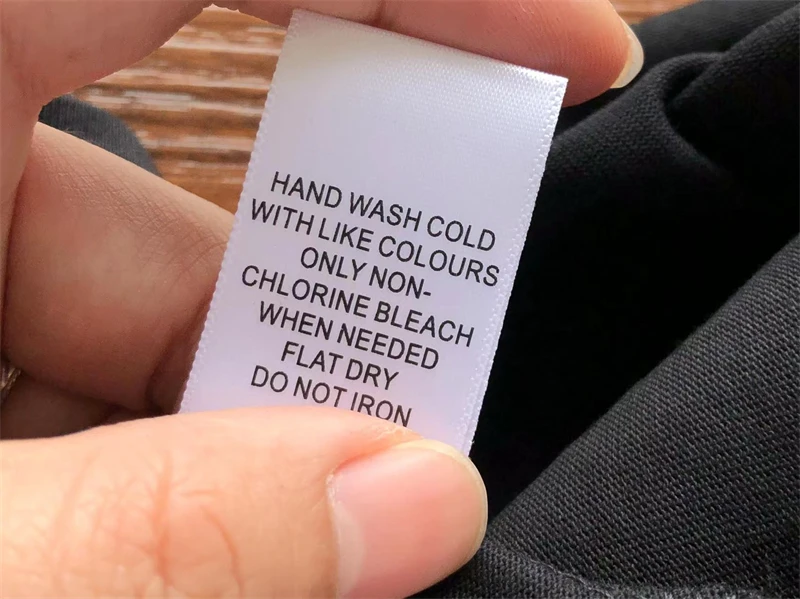 HAND WASH COLD
WITH LIKE COLOURS
ONLY NON-
CHLORINE BLEACH
WHEN NEEDED
FLAT DRY
DO NOT IRON